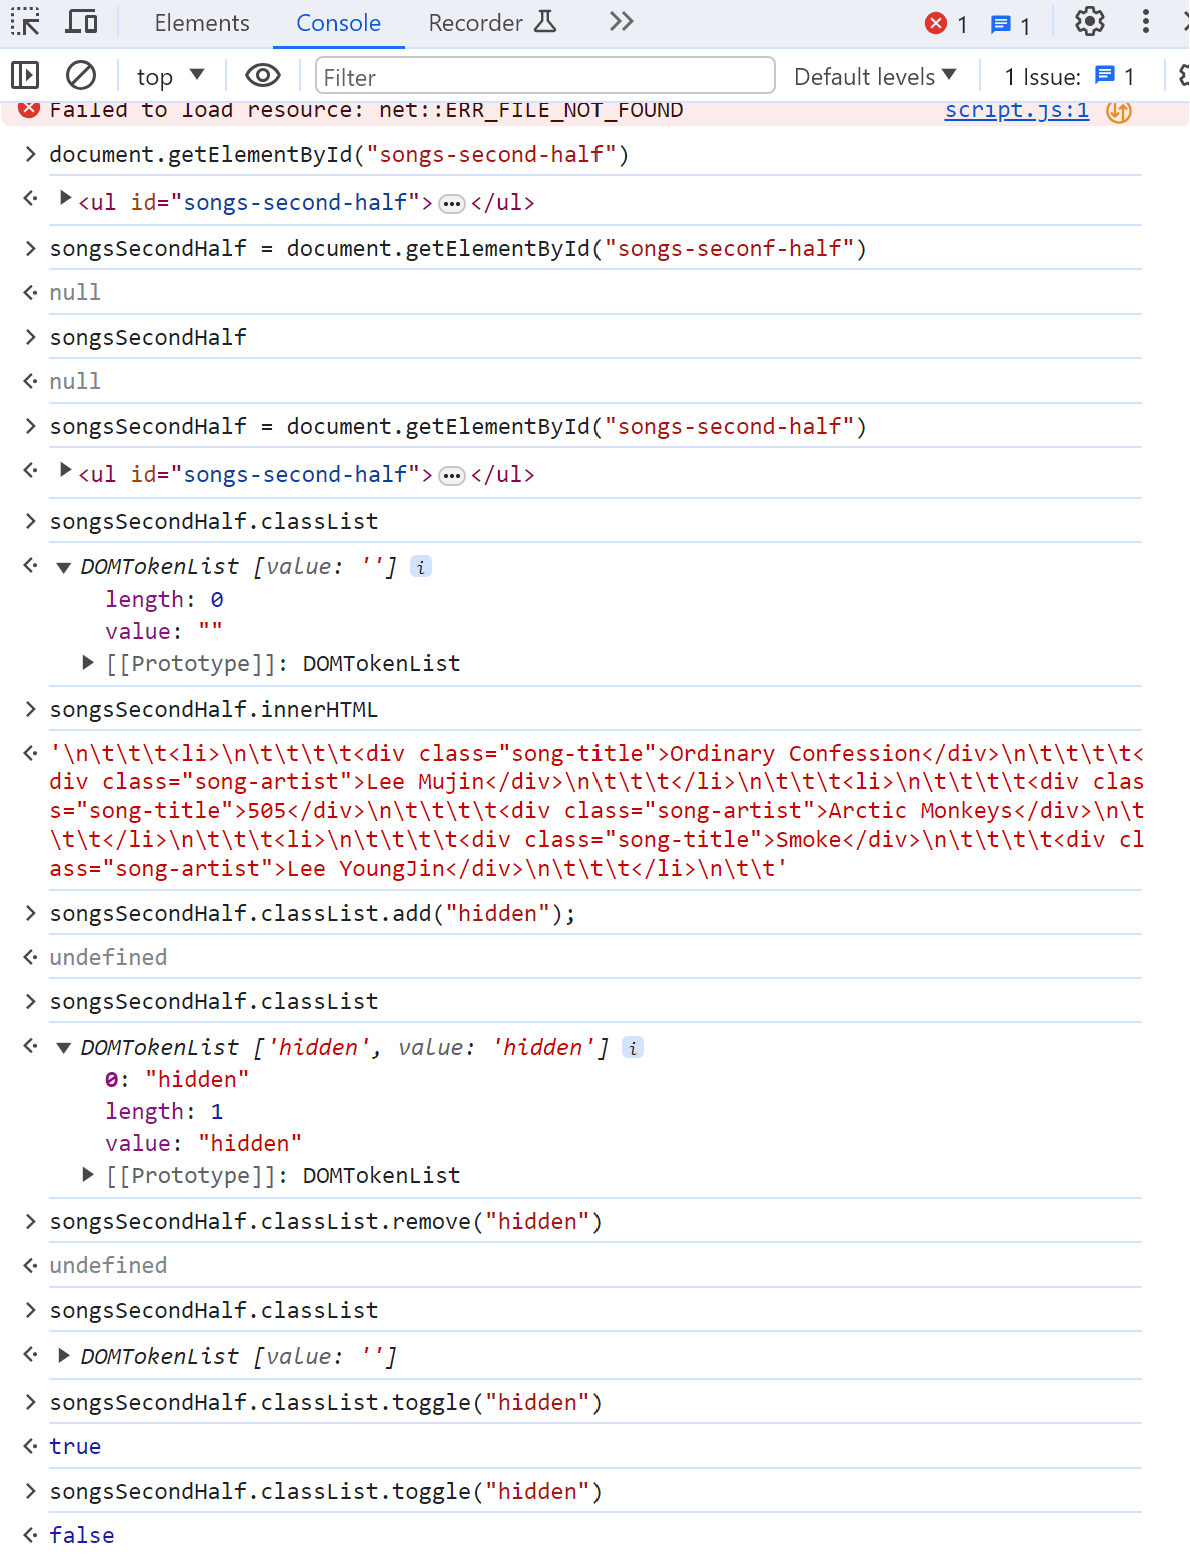 Elements Console Recorder 1 1
top Filter Default levels 1 Issue: 1
Failed to load resource: net::ERR_FILE_NOT_FOUND script.js:1
document.getElementById("songs-second-half")
<ul id="songs-second-half">…</ul>
songsSecondHalf = document.getElementById("songs-seconf-half")
null
songsSecondHalf
null
songsSecondHalf = document.getElementById("songs-second-half")
<ul id="songs-second-half">…</ul>
songsSecondHalf.classList
DOMTokenList [value: ''] i
length: 0
value: ""
[[Prototype]]: DOMTokenList
songsSecondHalf.innerHTML
'\n\t\t\t<li>\n\t\t\t\t<div class="song-title">Ordinary Confession</div>\n\t\t\t\t<
div class="song-artist">Lee Mujin</div>\n\t\t\t</li>\n\t\t\t<li>\n\t\t\t\t<div clas
s="song-title">505</div>\n\t\t\t\t<div class="song-artist">Arctic Monkeys</div>\n\t
\t\t</li>\n\t\t\t<li>\n\t\t\t\t<div class="song-title">Smoke</div>\n\t\t\t\t<div cl
ass="song-artist">Lee YoungJin</div>\n\t\t\t</li>\n\t\t'
songsSecondHalf.classList.add("hidden");
undefined
songsSecondHalf.classList
DOMTokenList ['hidden', value: 'hidden'] i
0: "hidden"
length: 1
value: "hidden"
[[Prototype]]: DOMTokenList
songsSecondHalf.classList.remove("hidden")
undefined
songsSecondHalf.classList
DOMTokenList [value: '']
songsSecondHalf.classList.toggle("hidden")
true
songsSecondHalf.classList.toggle("hidden")
false